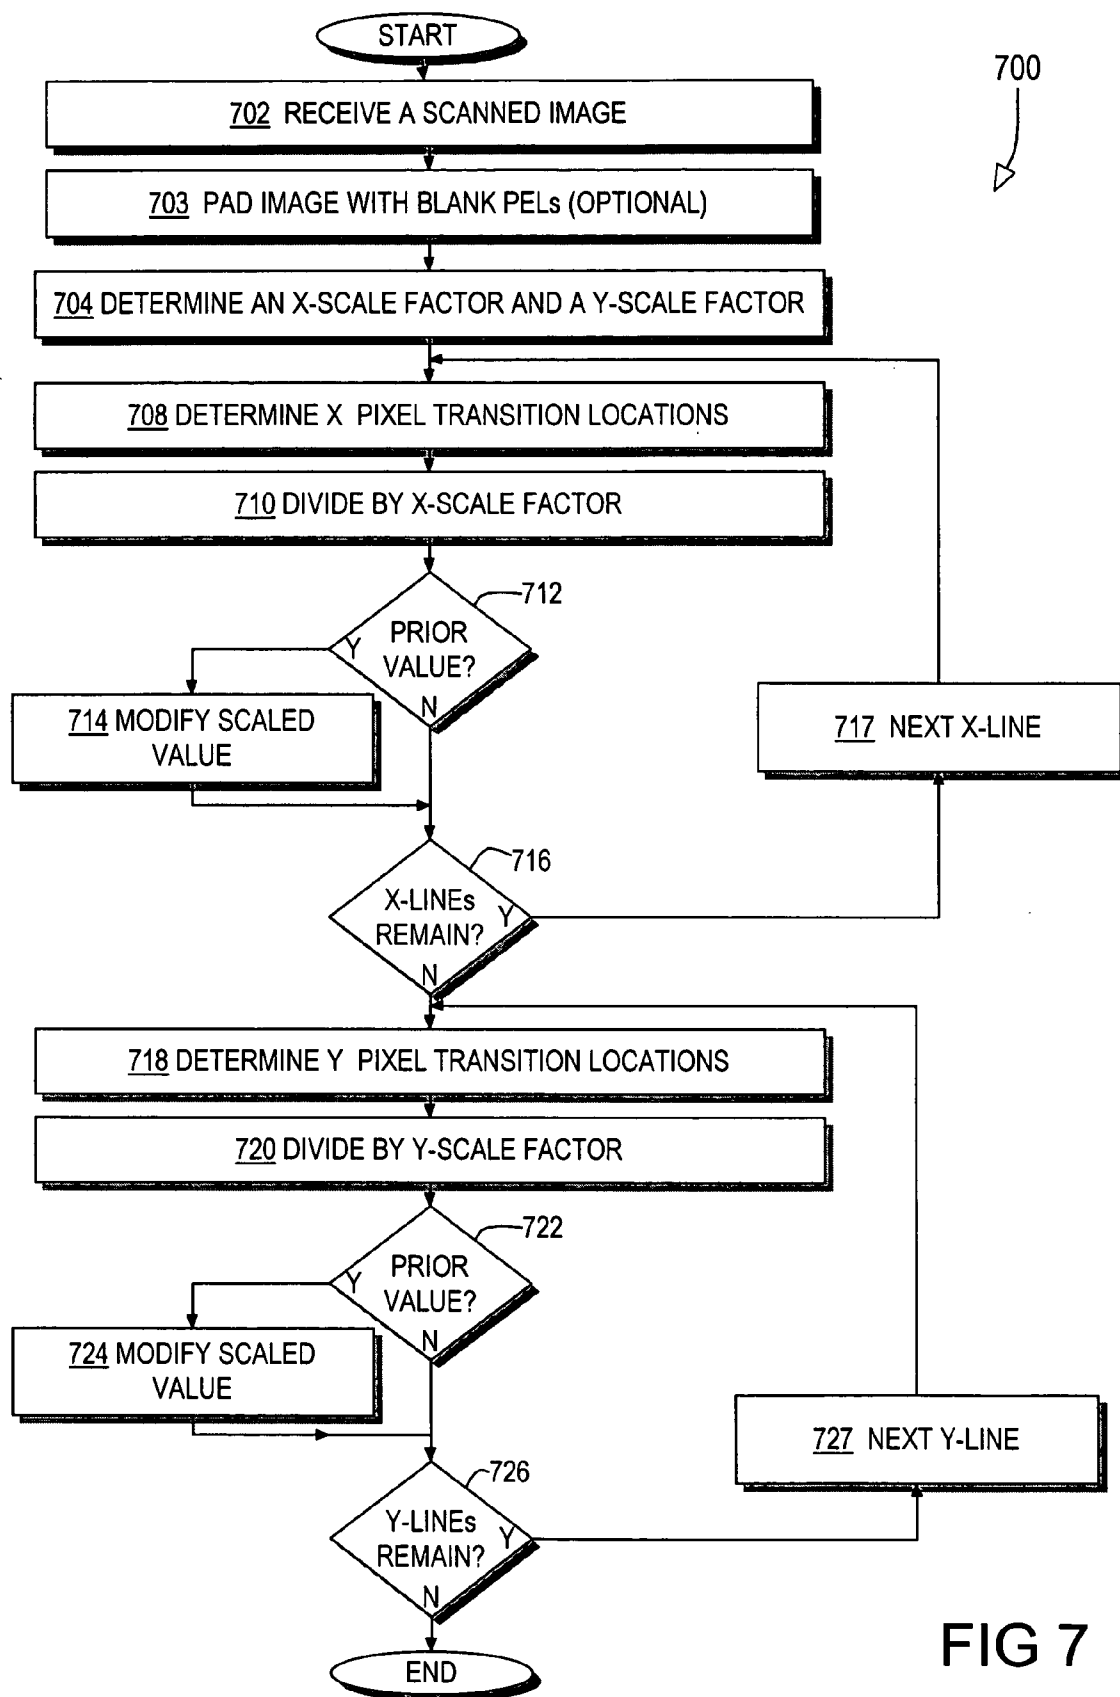 START
700
702 RECEIVE A SCANNED IMAGE
703 PAD IMAGE WITH BLANK PELs (OPTIONAL)
704 DETERMINE AN X-SCALE FACTOR AND A Y-SCALE FACTOR
708 DETERMINE X PIXEL TRANSITION LOCATIONS
710 DIVIDE BY X-SCALE FACTOR
712
PRIOR
VALUE?
Y
N
714 MODIFY SCALED
VALUE
717 NEXT X-LINE
716
X-LINEs
REMAIN?
Y
N
718 DETERMINE Y PIXEL TRANSITION LOCATIONS
720 DIVIDE BY Y-SCALE FACTOR
722
PRIOR
VALUE?
Y
N
724 MODIFY SCALED
VALUE
727 NEXT Y-LINE
726
Y-LINEs
REMAIN?
Y
N
END
FIG 7